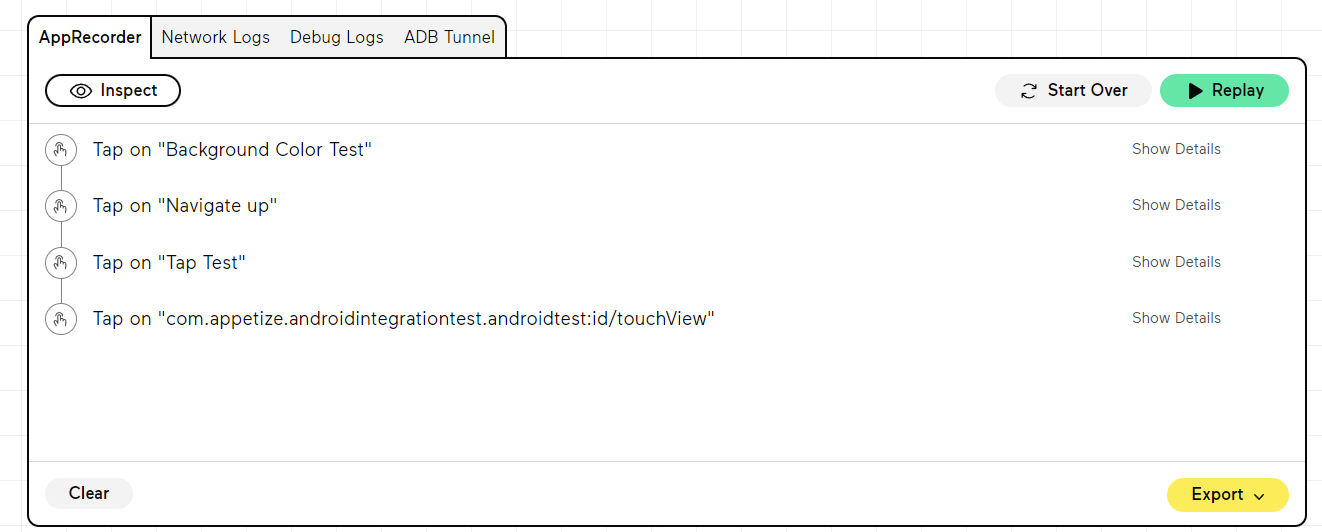 AppRecorder Network Logs Debug Logs ADB Tunnel
Inspect Start Over Replay
Tap on "Background Color Test" Show Details
Tap on "Navigate up" Show Details
Tap on "Tap Test" Show Details
Tap on "com.appetize.androidintegrationtest.androidtest:id/touchView" Show Details
Clear Export